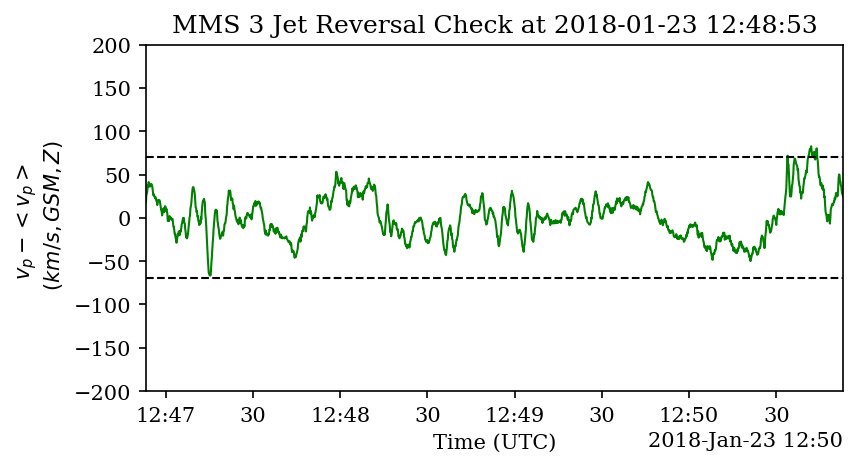 MMS 3 Jet Reversal Check at 2018-01-23 12:48:53
v_p − < v_p >
(km/s, GSM, Z)
200
150
100
50
0
−50
−100
−150
−200
12:47 30 12:48 30 12:49 30 12:50 30
Time (UTC) 2018-Jan-23 12:50